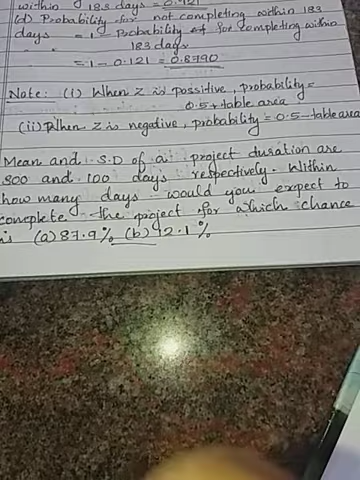 within 183 days = 0.121
(d) Probability for not completing within 183
days = 1 - Probability of for completing within
183 days
= 1 - 0.121 = 0.8790
Note: (i) When Z is possitive, probability =
0.5 + table area
(ii) When Z is negative, probability = 0.5 - table area
Mean and S.D of a project duration are
800 and 100 days respectively. Within
how many days would you expect to
complete the project for which chance
is (a) 87.9% (b) 12.1%